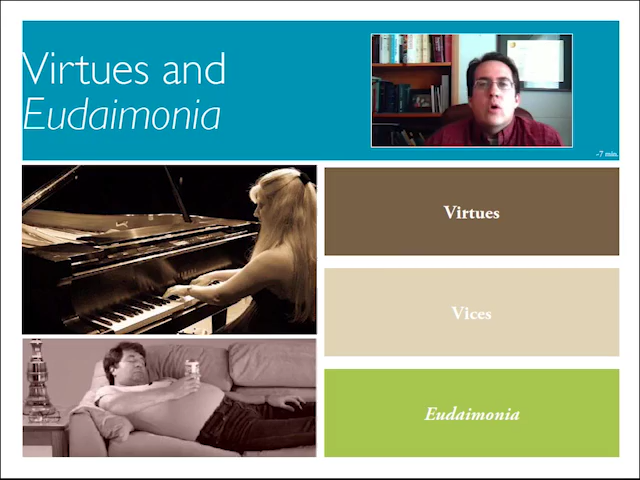 Virtues and
Eudaimonia
~7 min.
Virtues
Vices
Eudaimonia